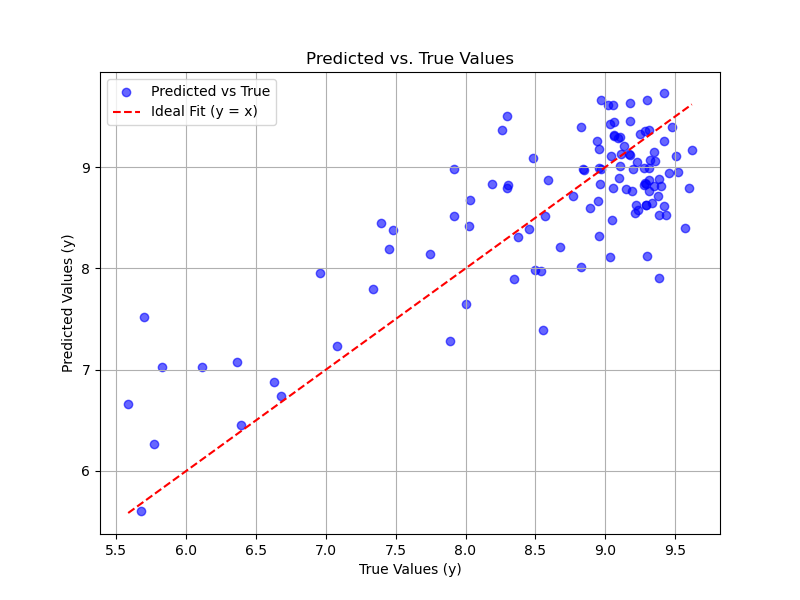 Predicted vs. True Values
Predicted vs True
Ideal Fit (y = x)
Predicted Values (y)
9
8
7
6
5.5 6.0 6.5 7.0 7.5 8.0 8.5 9.0 9.5
True Values (y)